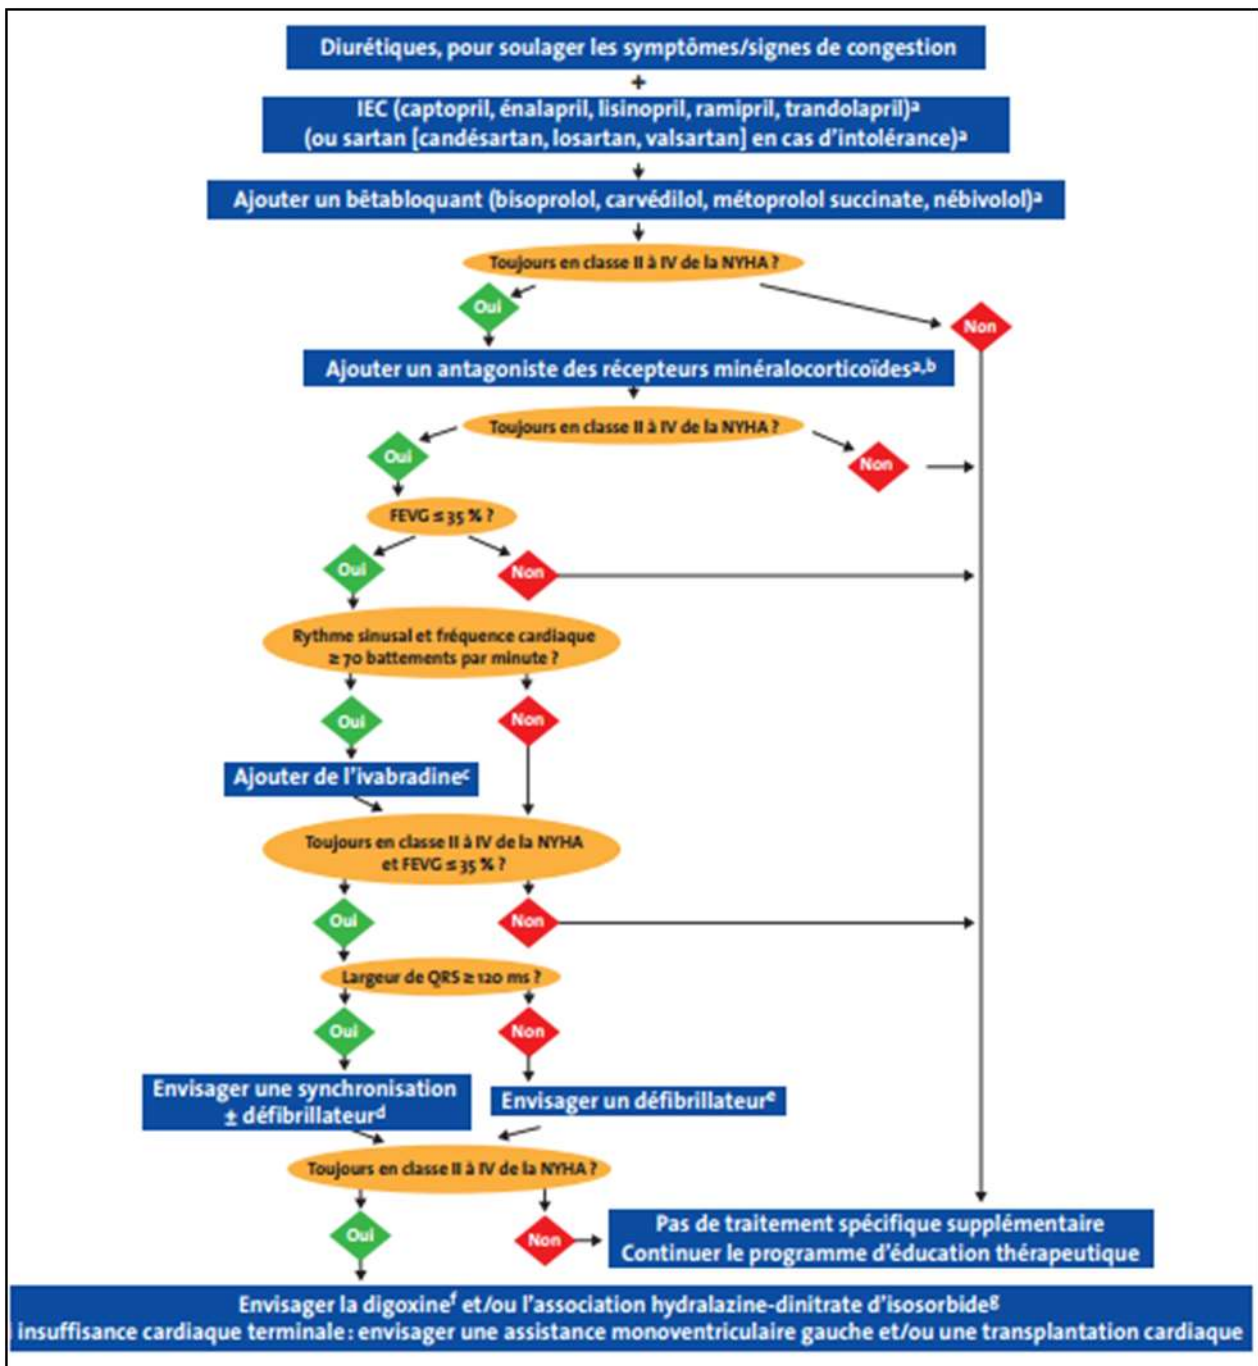 Diurétiques, pour soulager les symptômes/signes de congestion
+
IEC (captopril, énalapril, lisinopril, ramipril, trandolapril)ᵃ
(ou sartan [candésartan, losartan, valsartan] en cas d’intolérance)ᵃ
Ajouter un bêtabloquant (bisoprolol, carvédilol, métoprolol succinate, nébivolol)ᵃ
Toujours en classe II à IV de la NYHA ?
Oui
Non
Ajouter un antagoniste des récepteurs minéralocorticoïdesᵃ,ᵇ
Toujours en classe II à IV de la NYHA ?
Oui
Non
FEVG ≤ 35 % ?
Oui
Non
Rythme sinusal et fréquence cardiaque
≥ 70 battements par minute ?
Oui
Non
Ajouter de l’ivabradineᶜ
Toujours en classe II à IV de la NYHA
et FEVG ≤ 35 % ?
Oui
Non
Largeur de QRS ≥ 120 ms ?
Oui
Non
Envisager une synchronisation
± défibrillateurᵈ
Envisager un défibrillateurᵉ
Toujours en classe II à IV de la NYHA ?
Oui
Non
Pas de traitement spécifique supplémentaire
Continuer le programme d’éducation thérapeutique
Envisager la digoxineᶠ et/ou l’association hydralazine-dinitrate d’isosorbideᵍ
insuffisance cardiaque terminale : envisager une assistance monoventriculaire gauche et/ou une transplantation cardiaque